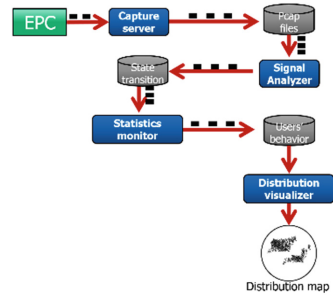 EPC
Capture
server
Pcap
files
State
transition
Signal
Analyzer
Statistics
monitor
Users'
behavior
Distribution
visualizer
Distribution map